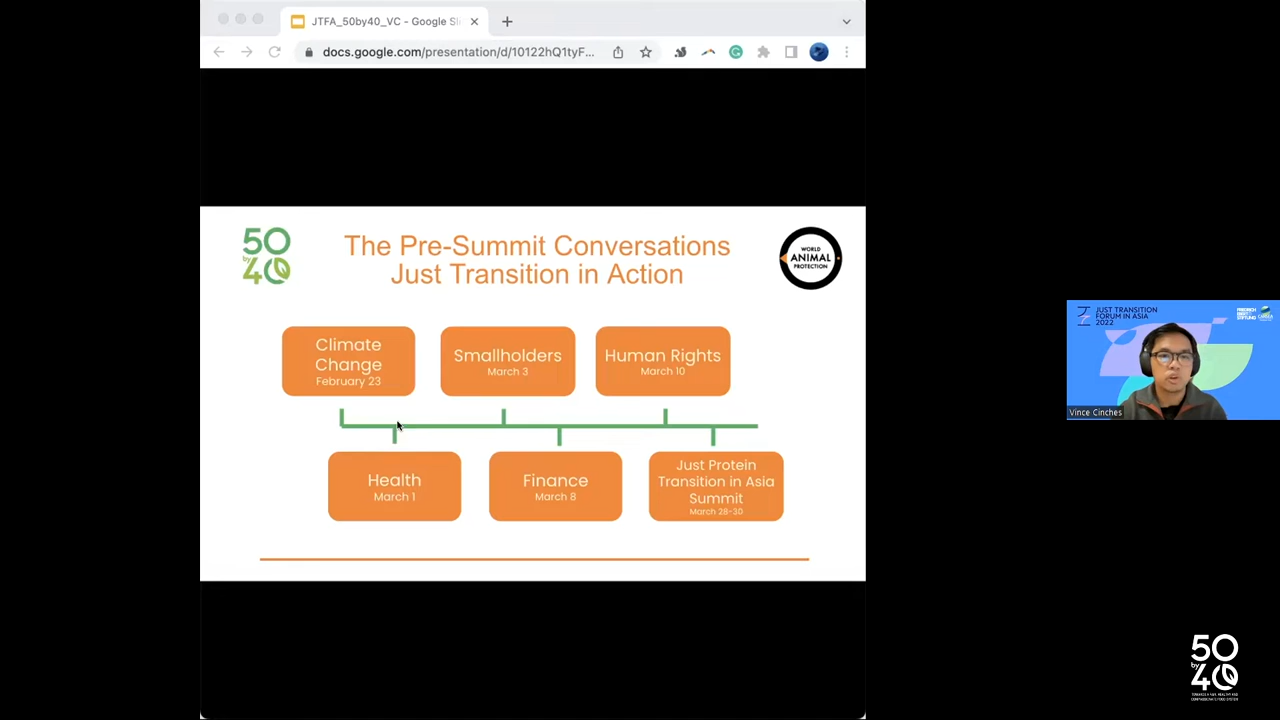 JTFA_50by40_VC - Google Sli
docs.google.com/presentation/d/10122hQ1tyF...
50
by
40
The Pre-Summit Conversations
Just Transition in Action
WORLD
ANIMAL
PROTECTION
Climate
Change
February 23
Smallholders
March 3
Human Rights
March 10
Health
March 1
Finance
March 8
Just Protein
Transition in Asia
Summit
March 28-30
JUST TRANSITION
FORUM IN ASIA
2022
FRIEDRICH
STIFTUNG
Vince Cinches
50
by
40